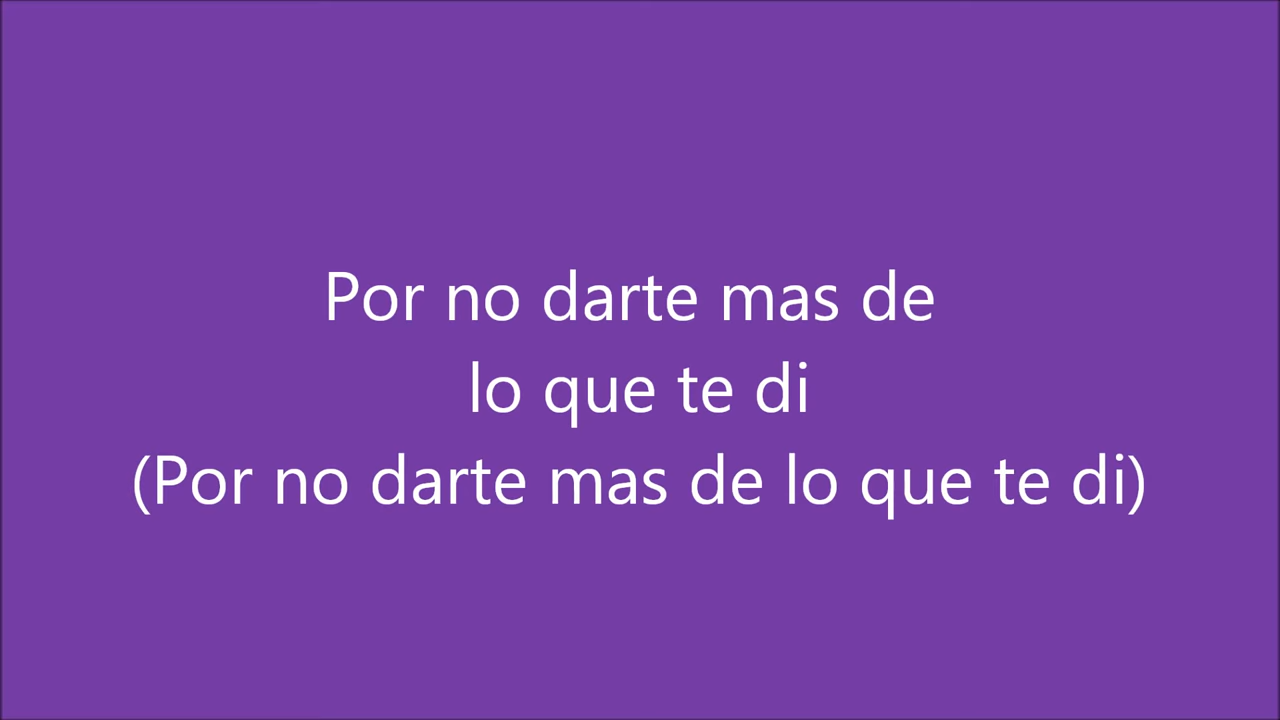 Por no darte mas de
lo que te di
(Por no darte mas de lo que te di)